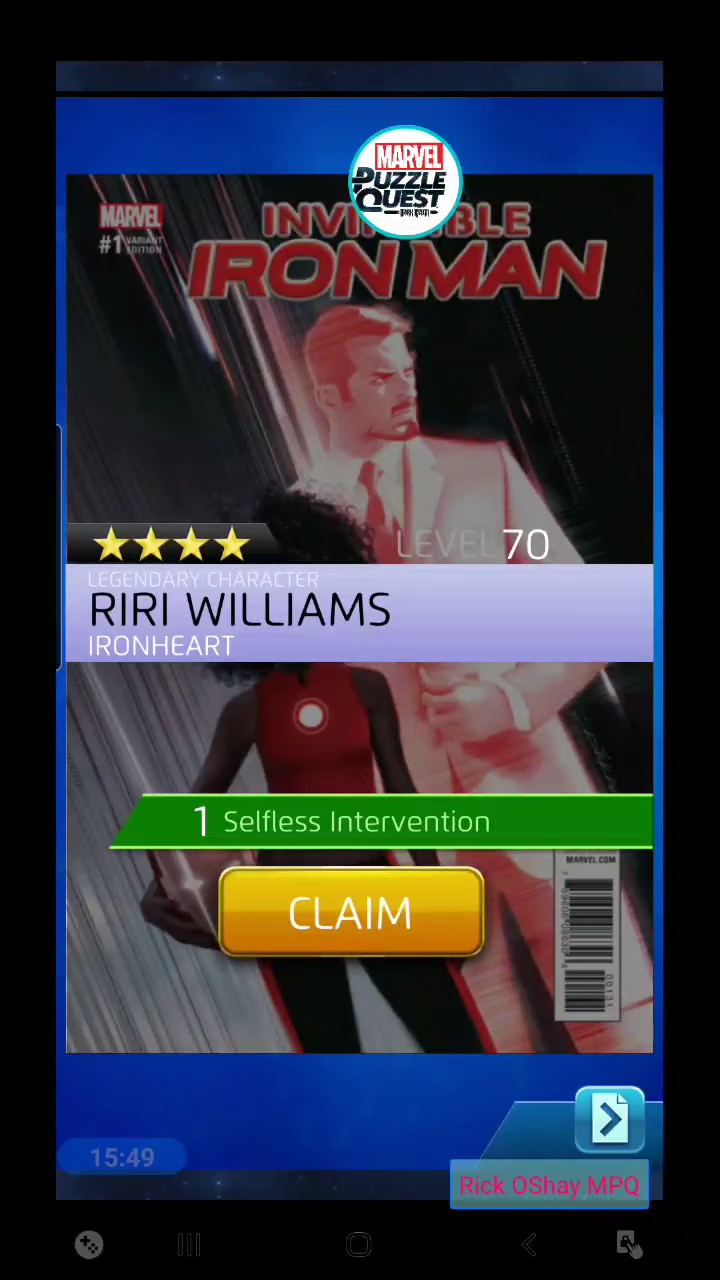 MARVEL
PUZZLE
QUEST
MARVEL
#1 VARIANT
EDITION
INVINCIBLE
IRON MAN
LEVEL 70
LEGENDARY CHARACTER
RIRI WILLIAMS
IRONHEART
1 Selfless Intervention
MARVEL.COM
CLAIM
00131
15:49
Rick OShay MPQ